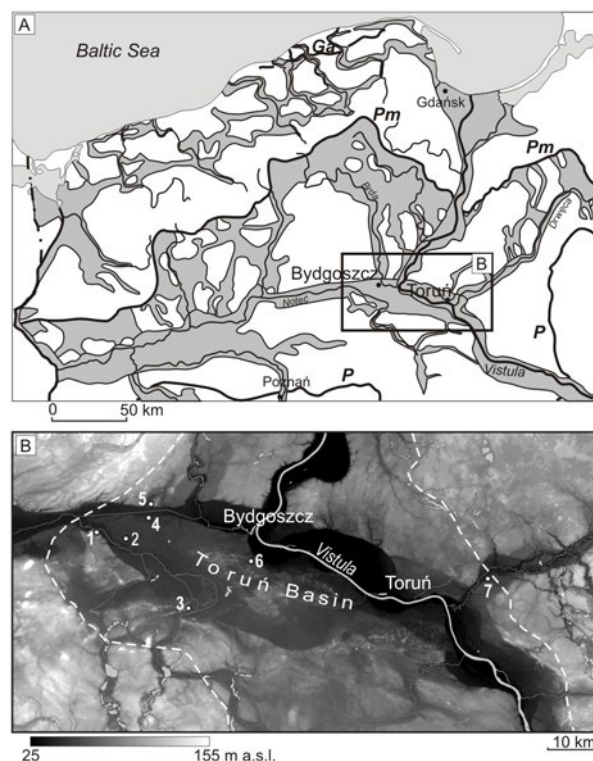 A
Baltic Sea
Ga
Gdańsk
Pm
Pm
Brda
Drwęca
B
Bydgoszcz
Toruń
Noteć
P
Vistula
Poznań
P
0 50 km
B
5
Bydgoszcz
4
1
2
Vistula
6
Toruń
7
Toruń Basin
3
25 155 m a.s.l.
10 km